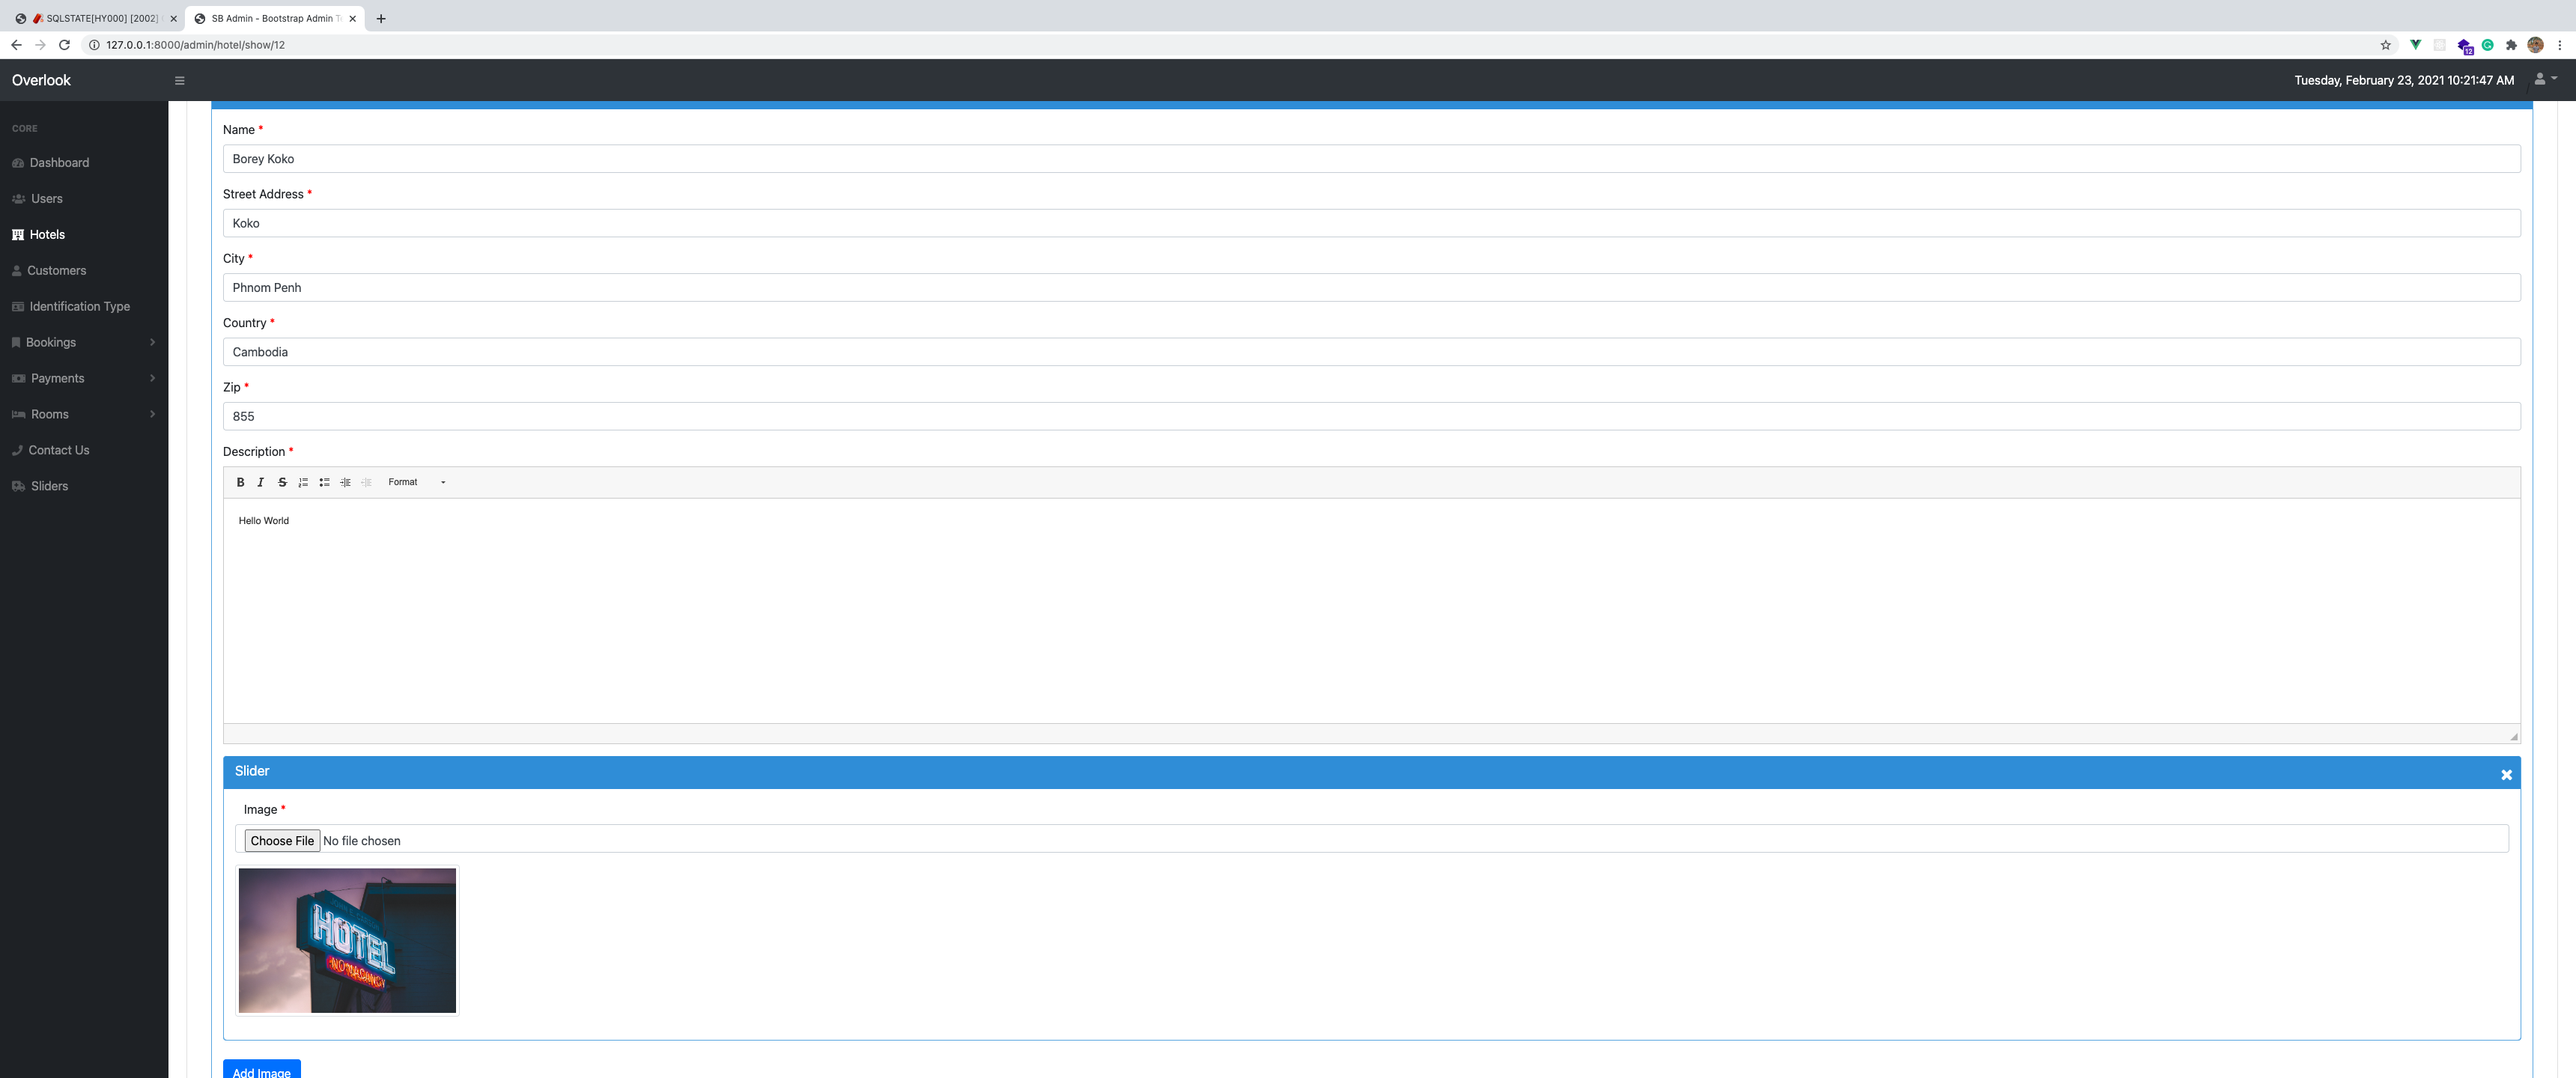 SQLSTATE[HY000] [2002]
SB Admin - Bootstrap Admin T
127.0.0.1:8000/admin/hotel/show/12
12
Overlook
Tuesday, February 23, 2021 10:21:47 AM
CORE
Dashboard
Users
Hotels
Customers
Identification Type
Bookings
Payments
Rooms
Contact Us
Sliders
Name *
Borey Koko
Street Address *
Koko
City *
Phnom Penh
Country *
Cambodia
Zip *
855
Description *
B I S Format
Hello World
Slider
Image *
Choose File No file chosen
HOTEL
NO VACANCY
Add Image